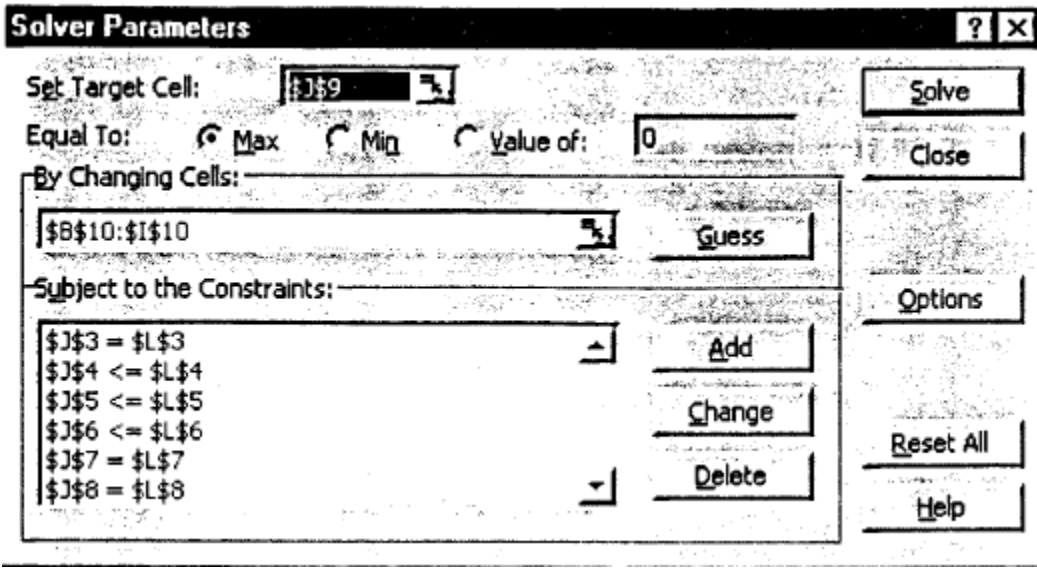 Solver Parameters ? X
Set Target Cell: $J$9 Solve
Equal To: Max Min Value of: 0 Close
By Changing Cells:
$B$10:$I$10 Guess
Subject to the Constraints: Options
$J$3 = $L$3 Add
$J$4 <= $L$4
$J$5 <= $L$5 Change
$J$6 <= $L$6 Reset All
$J$7 = $L$7 Delete
$J$8 = $L$8 Help